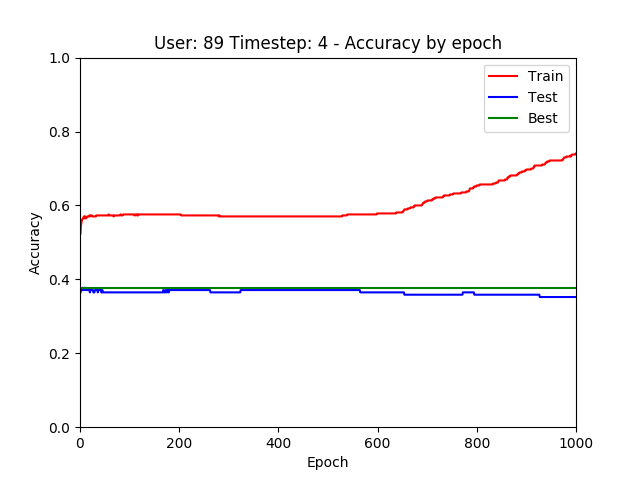 User: 89 Timestep: 4 - Accuracy by epoch
Train
Test
Best
Accuracy
1.0
0.8
0.6
0.4
0.2
0.0
0 200 400 600 800 1000
Epoch